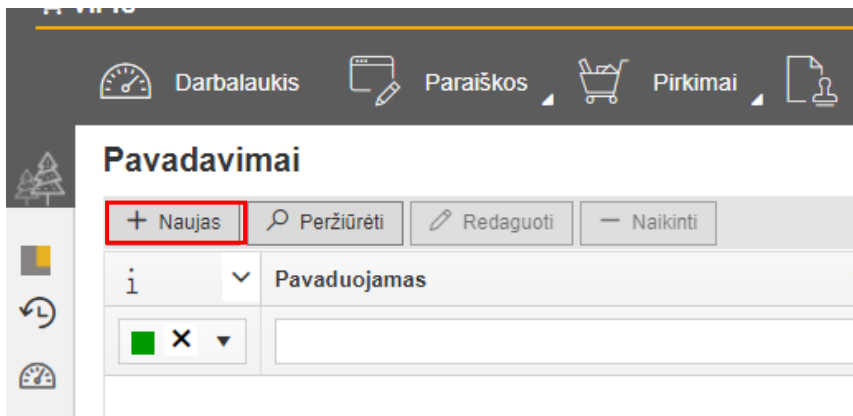 Darbalaukis Paraiškos Pirkimai
Pavadavimai
Naujas Peržiūrėti Redaguoti Naikinti
i Pavaduojamas